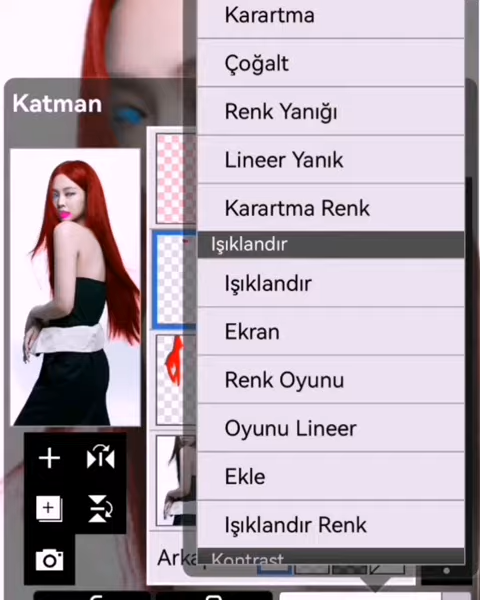 Karartma
Çoğalt
Katman
Renk Yanığı
Lineer Yanık
Karartma Renk
Işıklandır
Işıklandır
Ekran
Renk Oyunu
Oyunu Lineer
Ekle
Işıklandır Renk
Kontrast